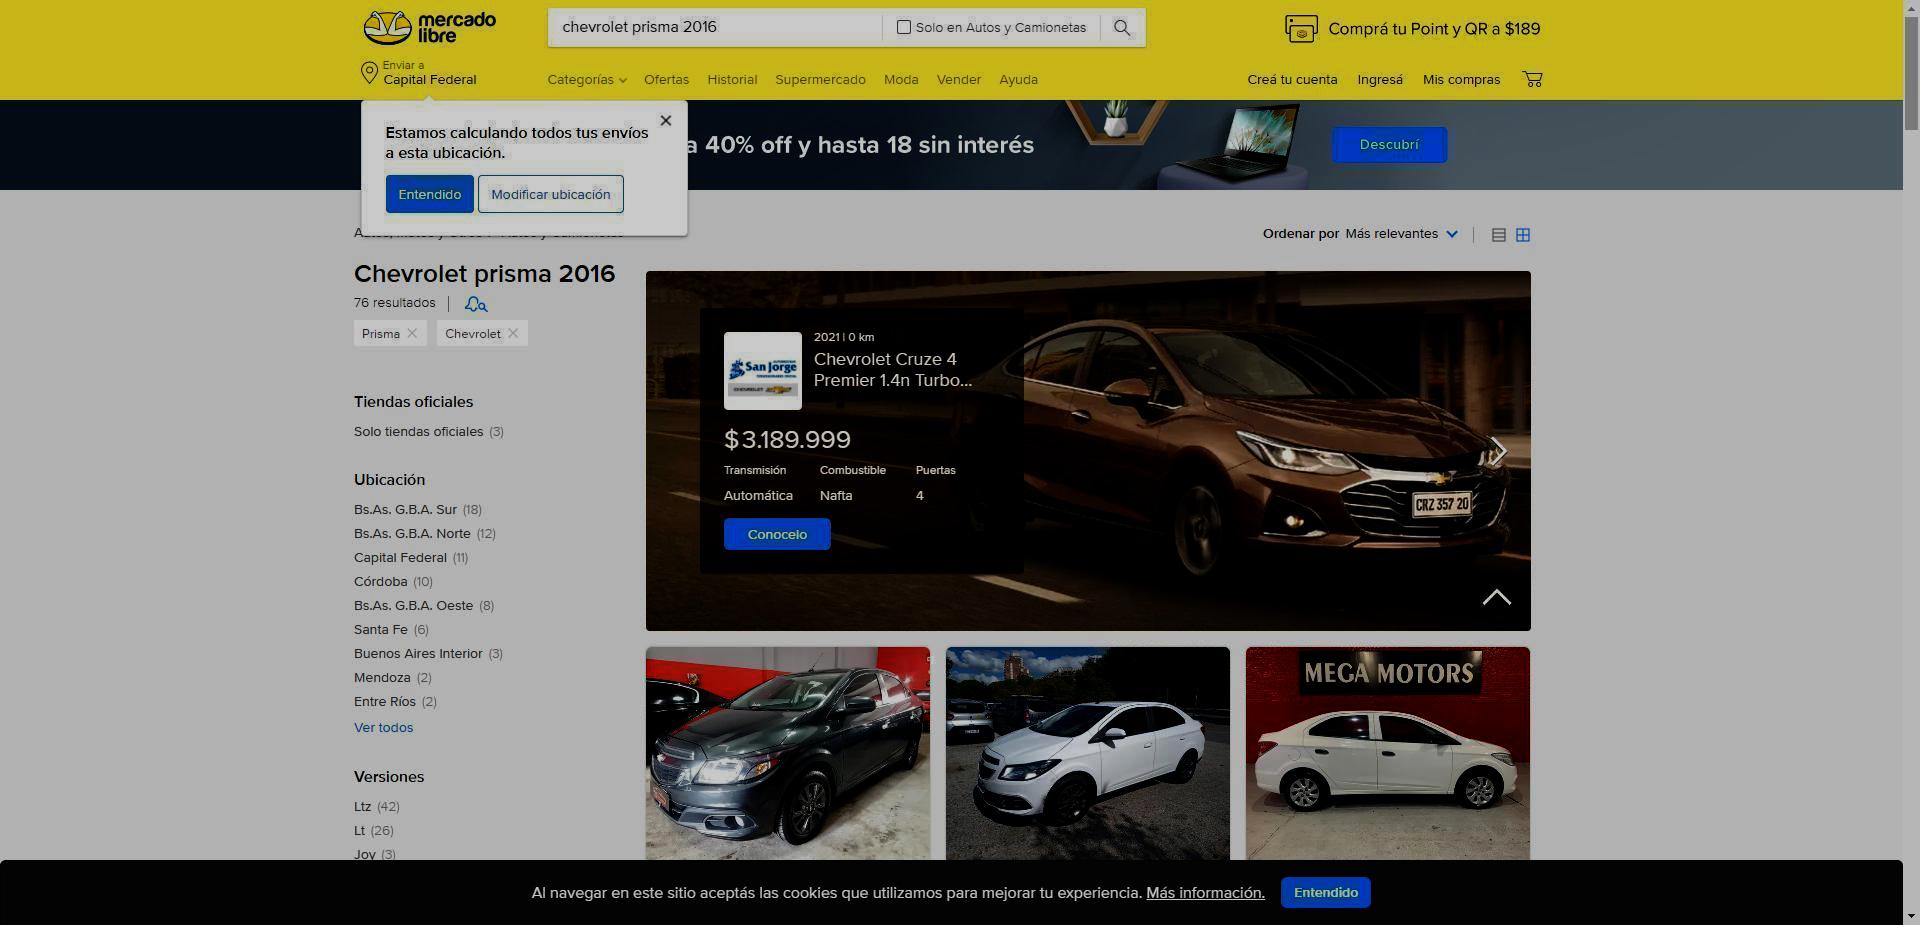 mercado
libre
chevrolet prisma 2016
Solo en Autos y Camionetas
Comprá tu Point y QR a $189
Enviar a
Capital Federal
Categorías
Ofertas
Historial
Supermercado
Moda
Vender
Ayuda
Creá tu cuenta
Ingresá
Mis compras
Estamos calculando todos tus envíos
a esta ubicación.
Entendido
Modificar ubicación
a 40% off y hasta 18 sin interés
Descubrí
Ordenar por Más relevantes
Chevrolet prisma 2016
76 resultados
Prisma
Chevrolet
Tiendas oficiales
Solo tiendas oficiales (3)
Ubicación
Bs.As. G.B.A. Sur (18)
Bs.As. G.B.A. Norte (12)
Capital Federal (11)
Córdoba (10)
Bs.As. G.B.A. Oeste (8)
Santa Fe (6)
Buenos Aires Interior (3)
Mendoza (2)
Entre Ríos (2)
Ver todos
Versiones
Ltz (42)
Lt (26)
Joy (3)
San Jorge
CHEVROLET
2021 | 0 km
Chevrolet Cruze 4
Premier 1.4n Turbo...
$ 3.189.999
Transmisión Combustible Puertas
Automática Nafta 4
Conocelo
CRZ 357 20
MEGA MOTORS
Al navegar en este sitio aceptás las cookies que utilizamos para mejorar tu experiencia. Más información.
Entendido